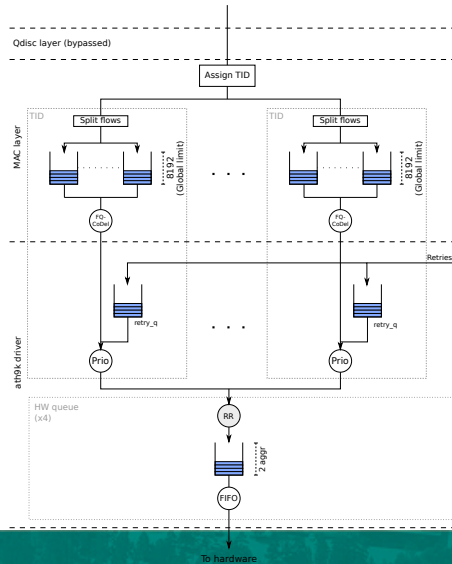 Qdisc layer (bypassed)
Assign TID
TID
TID
Split flows
Split flows
MAC layer
8192
(Global limit)
8192
(Global limit)
FQ-
CoDel
FQ-
CoDel
Retries
retry_q
retry_q
ath9k driver
Prio
Prio
HW queue
(x4)
RR
2 aggr
FIFO
To hardware